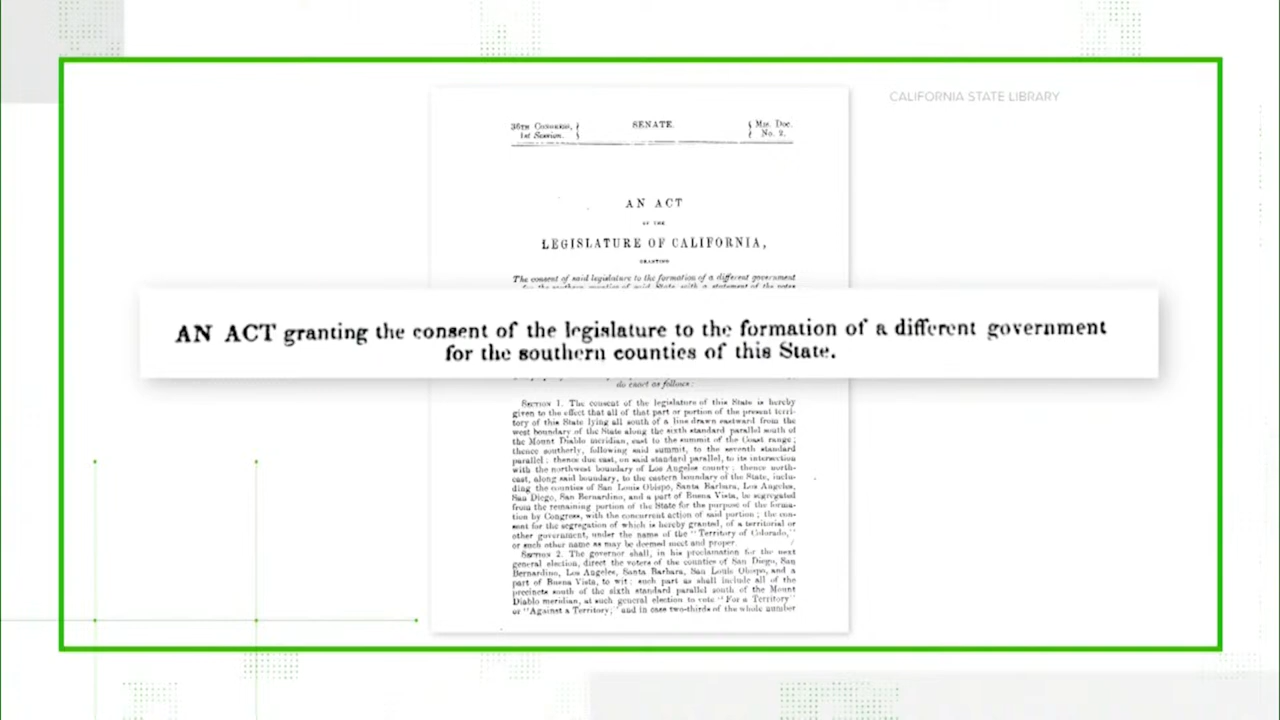 CALIFORNIA STATE LIBRARY
36TH CONGRESS, SENATE. MIS. DOC.
1st Session. No. 2.
AN ACT
OF THE
LEGISLATURE OF CALIFORNIA,
GRANTING
The consent of said legislature to the formation of a different government
AN ACT granting the consent of the legislature to the formation of a different government
for the southern counties of this State.
do enact as follows:
SECTION 1. The consent of the legislature of this State is hereby
given to the effect that all of that part or portion of the present terri-
tory of this State lying all south of a line drawn eastward from the
west boundary of the State along the sixth standard parallel south of
the Mount Diablo meridian, east to the summit of the Coast range;
thence southerly, following said summit, to the seventh standard
parallel; thence due east, on said standard parallel, to its intersection
with the northwest boundary of Los Angeles county; thence north-
east, along said boundary, to the eastern boundary of the State, inclu-
ding the counties of San Louis Obispo, Santa Barbara, Los Angeles,
San Diego, San Bernardino, and a part of Buena Vista, be segregated
from the remaining portion of the State for the purpose of the forma-
tion by Congress, with the concurrent action of said portion; the con-
sent for the segregation of which is hereby granted, of a territorial or
other government, under the name of the "Territory of Colorado,"
or such other name as may be deemed meet and proper.
SECTION 2. The governor shall, in his proclamation for the next
general election, direct the voters of the counties of San Diego, San
Bernardino, Los Angeles, Santa Barbara, San Louis Obispo, and a
part of Buena Vista, to wit: such part as shall include all of the
precincts south of the sixth standard parallel south of the Mount
Diablo meridian, at such general election to vote "For a Territory"
or "Against a Territory;" and in case two-thirds of the whole number